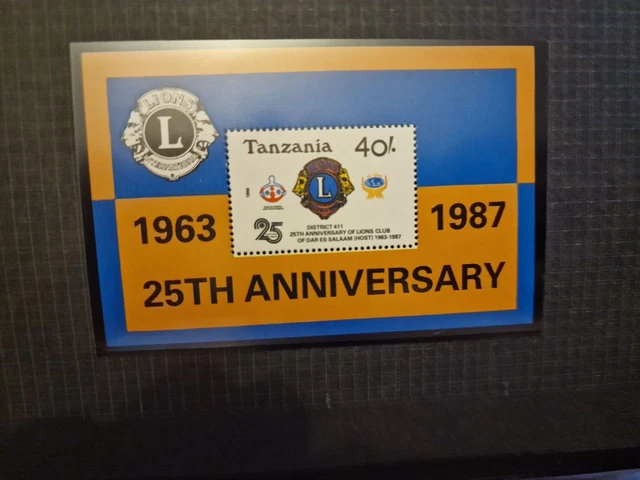 LIONS
L
INTERNATIONAL
Tanzania 40/-
L
25
DISTRICT 411
25TH ANNIVERSARY OF LIONS CLUB
OF DAR ES SALAAM (HOST) 1963-1987
1963 1987
25TH ANNIVERSARY